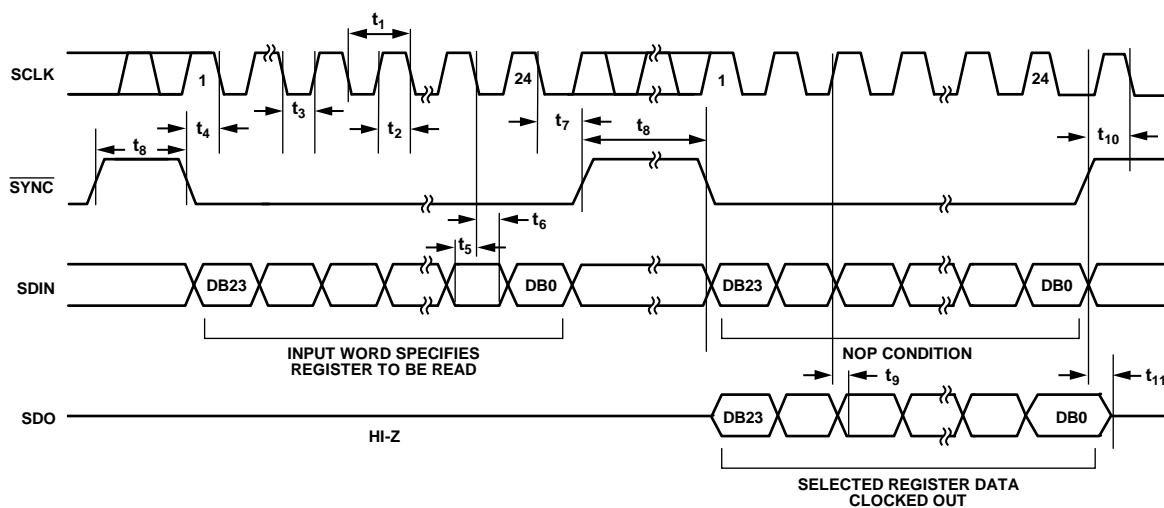 t1
SCLK
1
24
1
24
t3
t4
t2
t7
t8
t8
t10
SYNC
t5
t6
SDIN
DB23
DB0
DB23
DB0
INPUT WORD SPECIFIES
REGISTER TO BE READ
NOP CONDITION
t9
t11
SDO
DB23
DB0
HI-Z
SELECTED REGISTER DATA
CLOCKED OUT